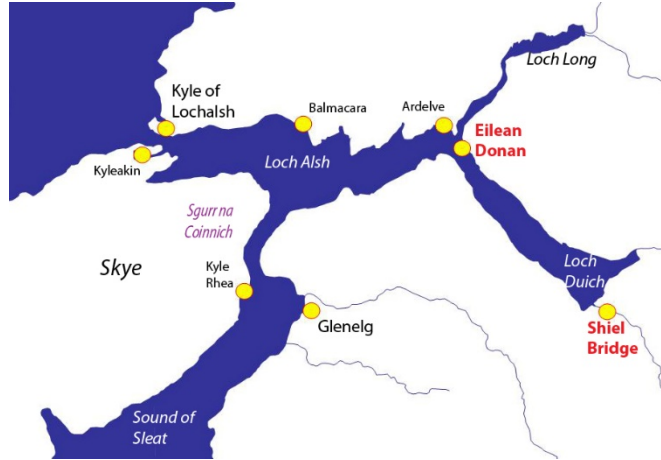 Loch Long
Kyle of
Lochalsh
Balmacara
Ardelve
Eilean
Donan
Kyleakin
Loch Alsh
Sgurr na
Coinnich
Skye
Kyle
Rhea
Loch
Duich
Glenelg
Shiel
Bridge
Sound of
Sleat